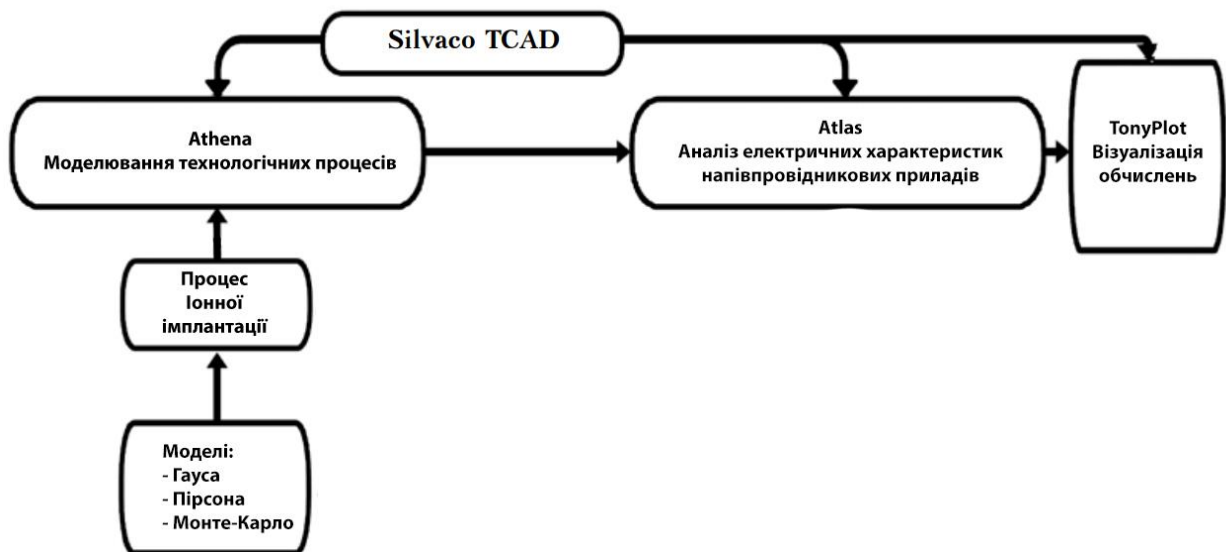 Silvaco TCAD
Athena
Моделювання технологічних процесів
Atlas
Аналіз електричних характеристик
напівпровідникових приладів
TonyPlot
Візуалізація
обчислень
Процес
Іонної
імплантації
Моделі:
- Гауса
- Пірсона
- Монте-Карло